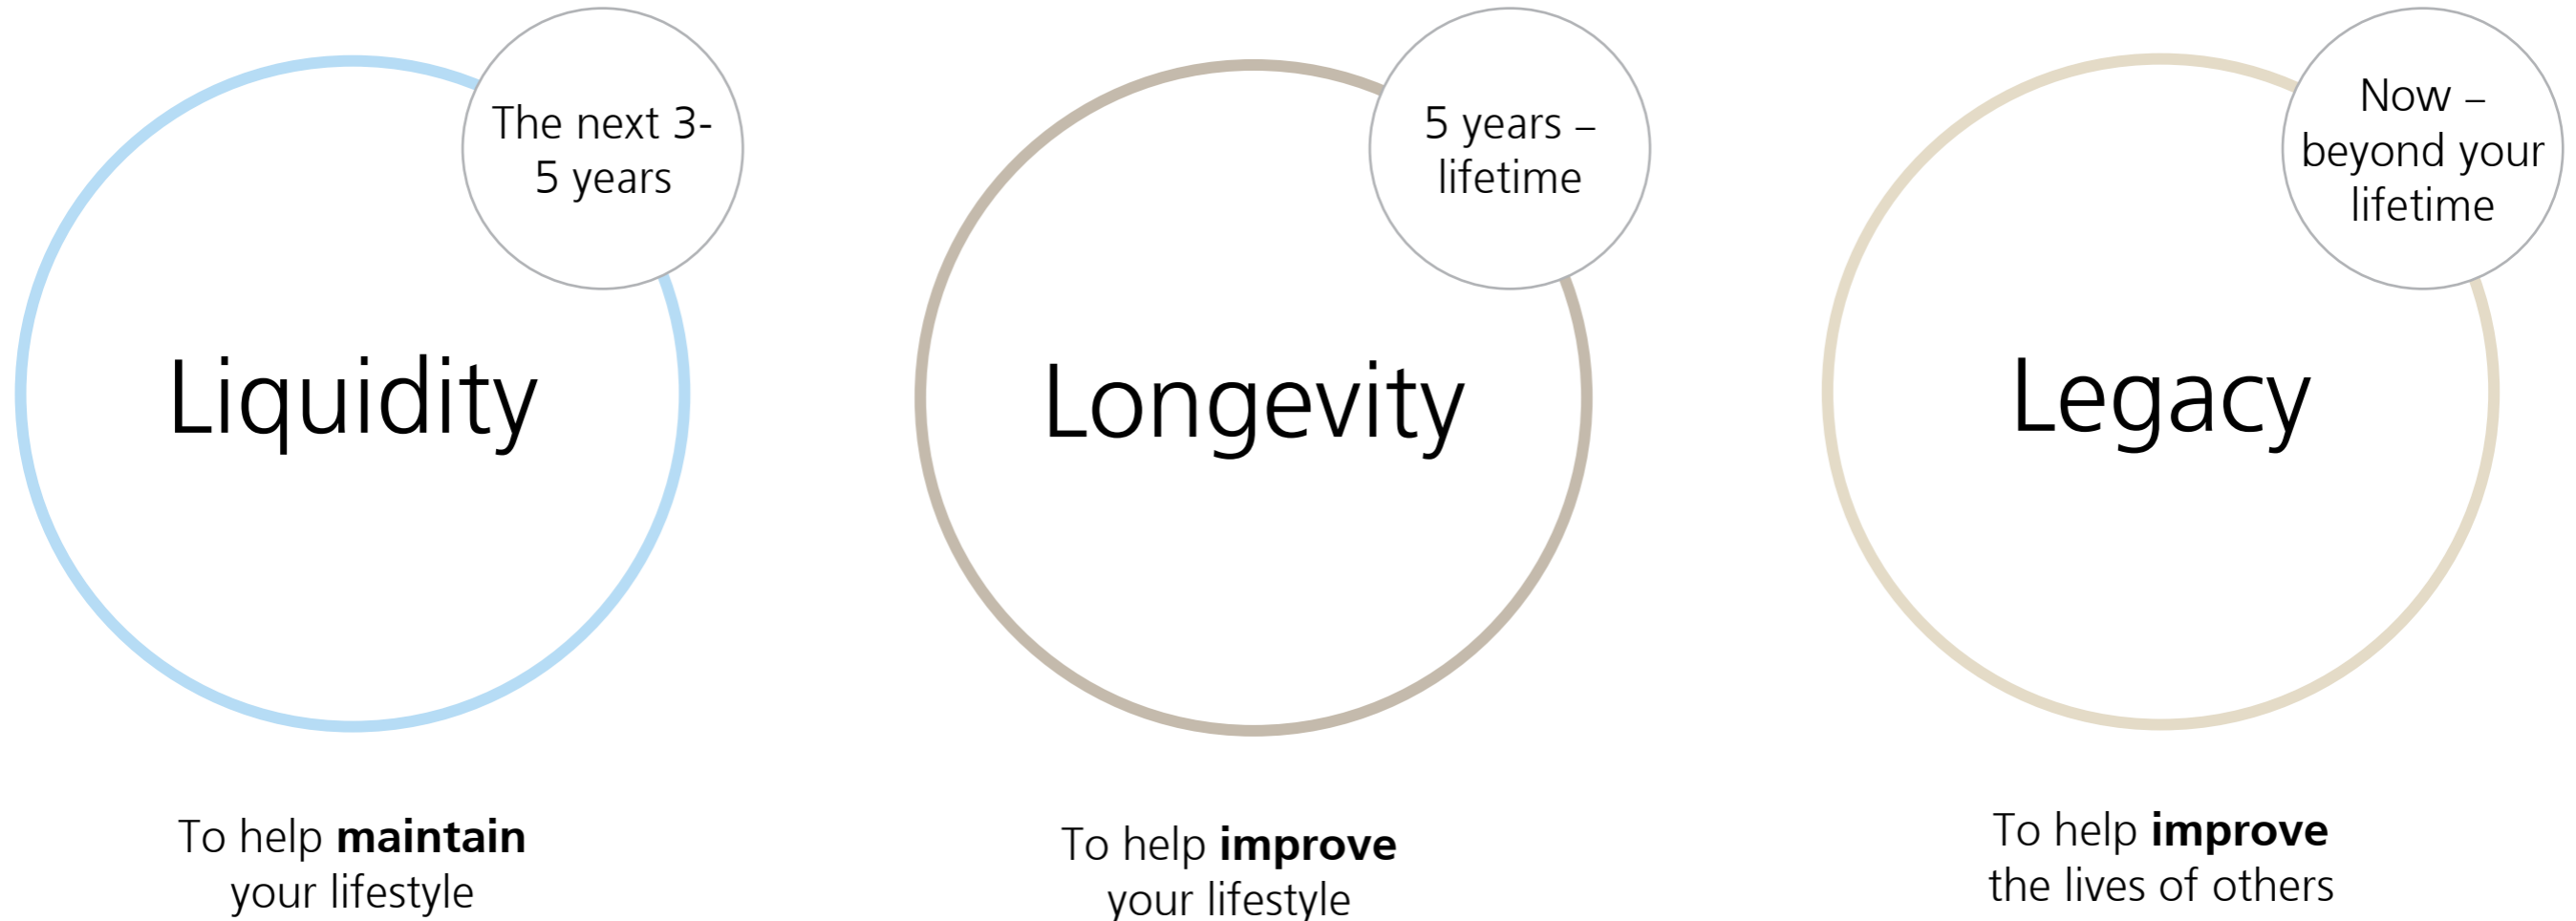 The next 3-
5 years
Liquidity
To help maintain
your lifestyle
5 years –
lifetime
Longevity
To help improve
your lifestyle
Now –
beyond your
lifetime
Legacy
To help improve
the lives of others